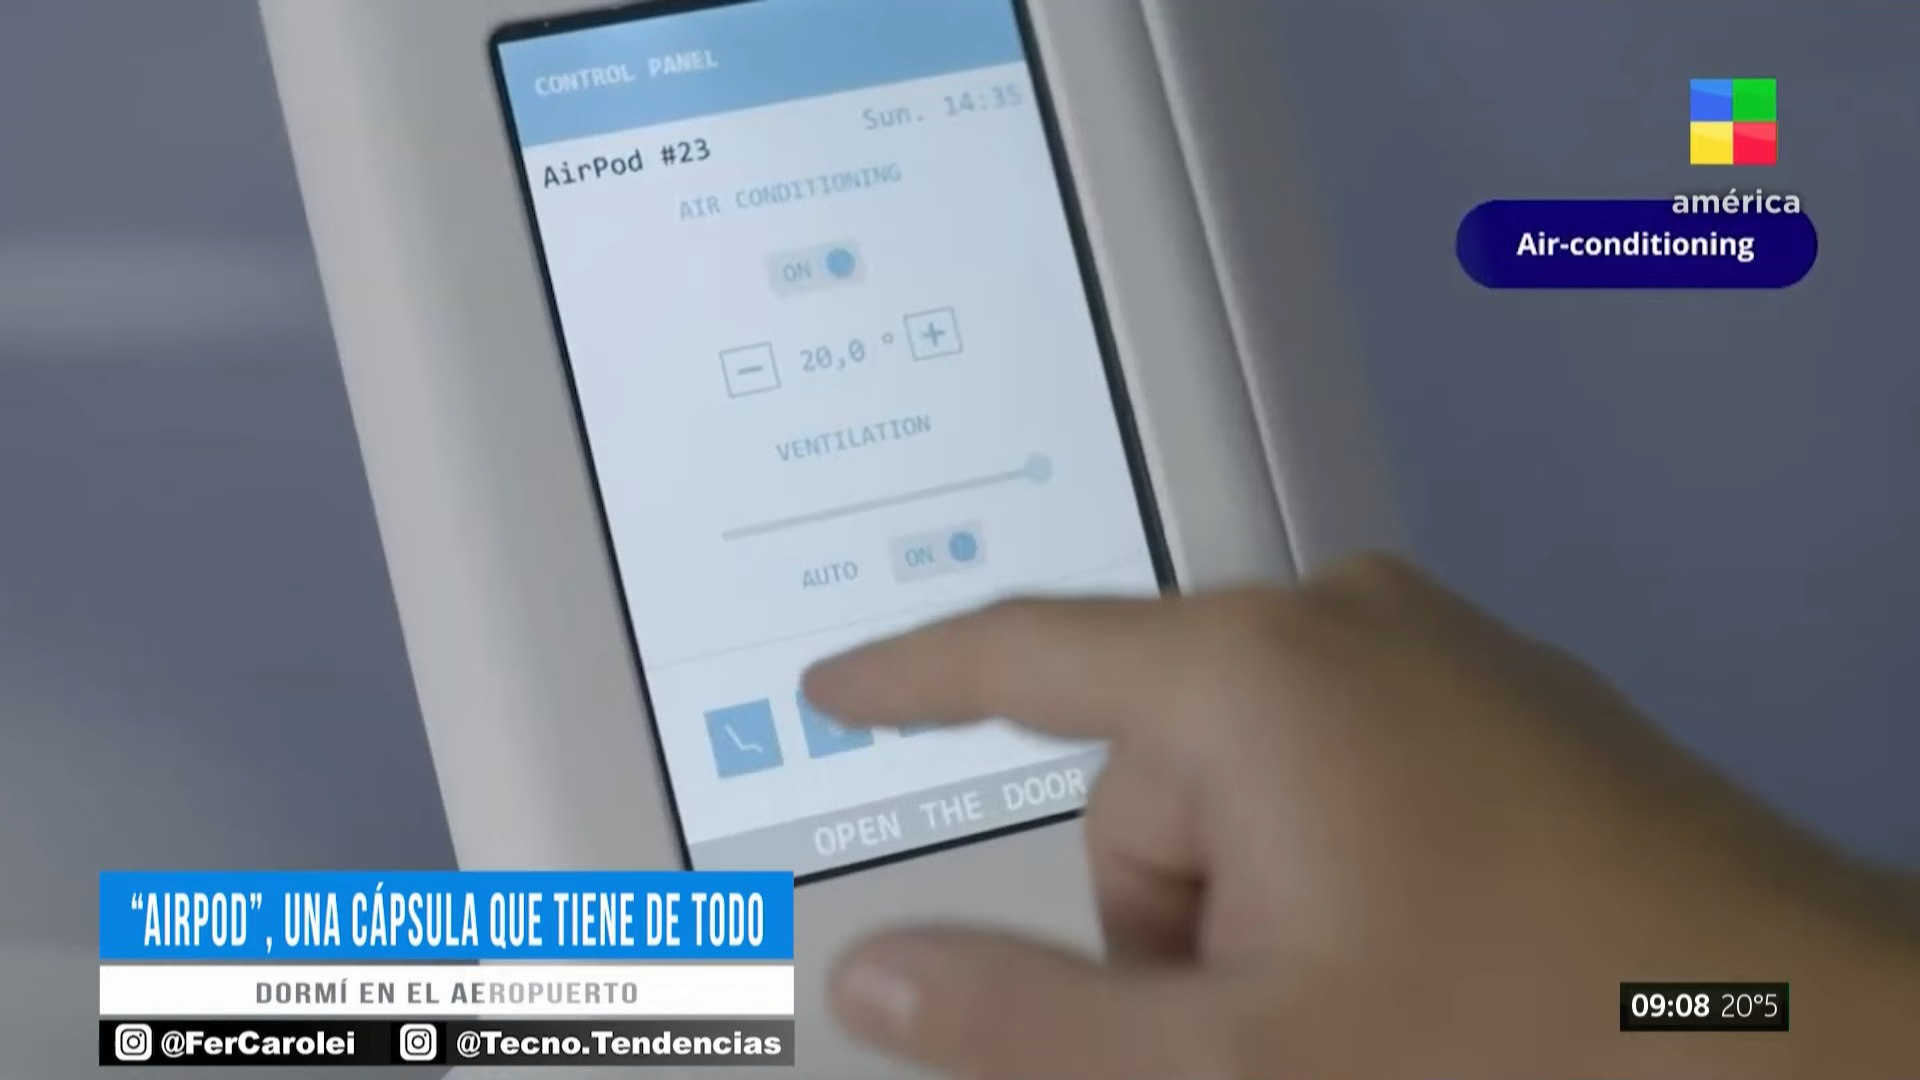 CONTROL PANEL
Sun. 14:35
AirPod #23
AIR CONDITIONING
ON
− 20,0 ° +
VENTILATION
AUTO ON
OPEN THE DOOR
américa
Air-conditioning
“AIRPOD”, UNA CÁPSULA QUE TIENE DE TODO
DORMÍ EN EL AEROPUERTO
@FerCarolei @Tecno.Tendencias
09:08 20°5